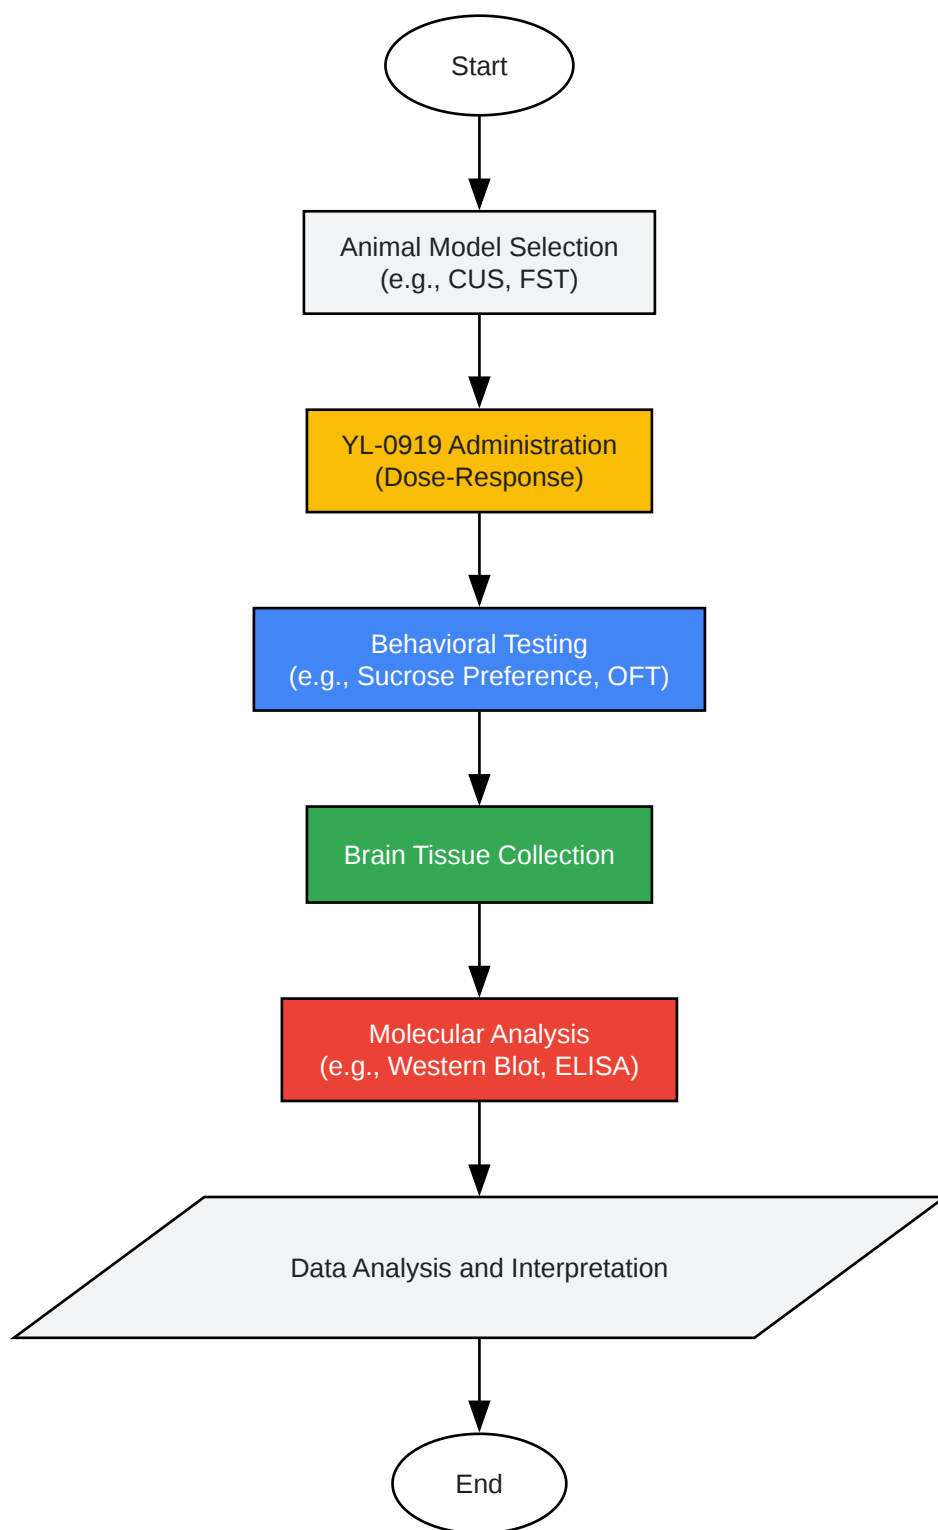 Start
Animal Model Selection
(e.g., CUS, FST)
YL-0919 Administration
(Dose-Response)
Behavioral Testing
(e.g., Sucrose Preference, OFT)
Brain Tissue Collection
Molecular Analysis
(e.g., Western Blot, ELISA)
Data Analysis and Interpretation
End